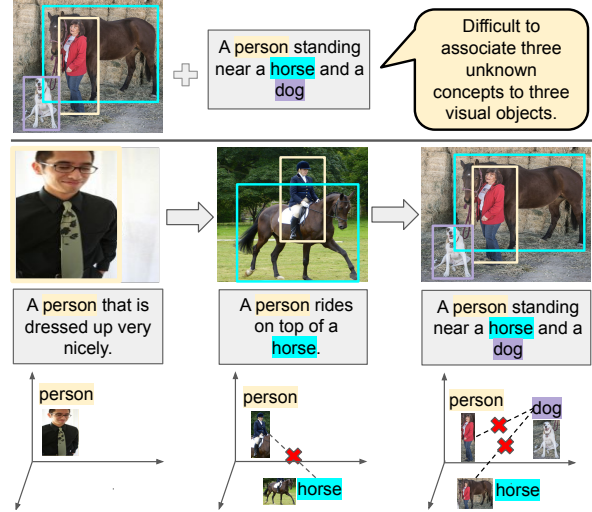 A person standing
near a horse and a
dog
Difficult to
associate three
unknown
concepts to three
visual objects.
A person that is
dressed up very
nicely.
A person rides
on top of a
horse.
A person standing
near a horse and a
dog
person
person
horse
person
dog
horse